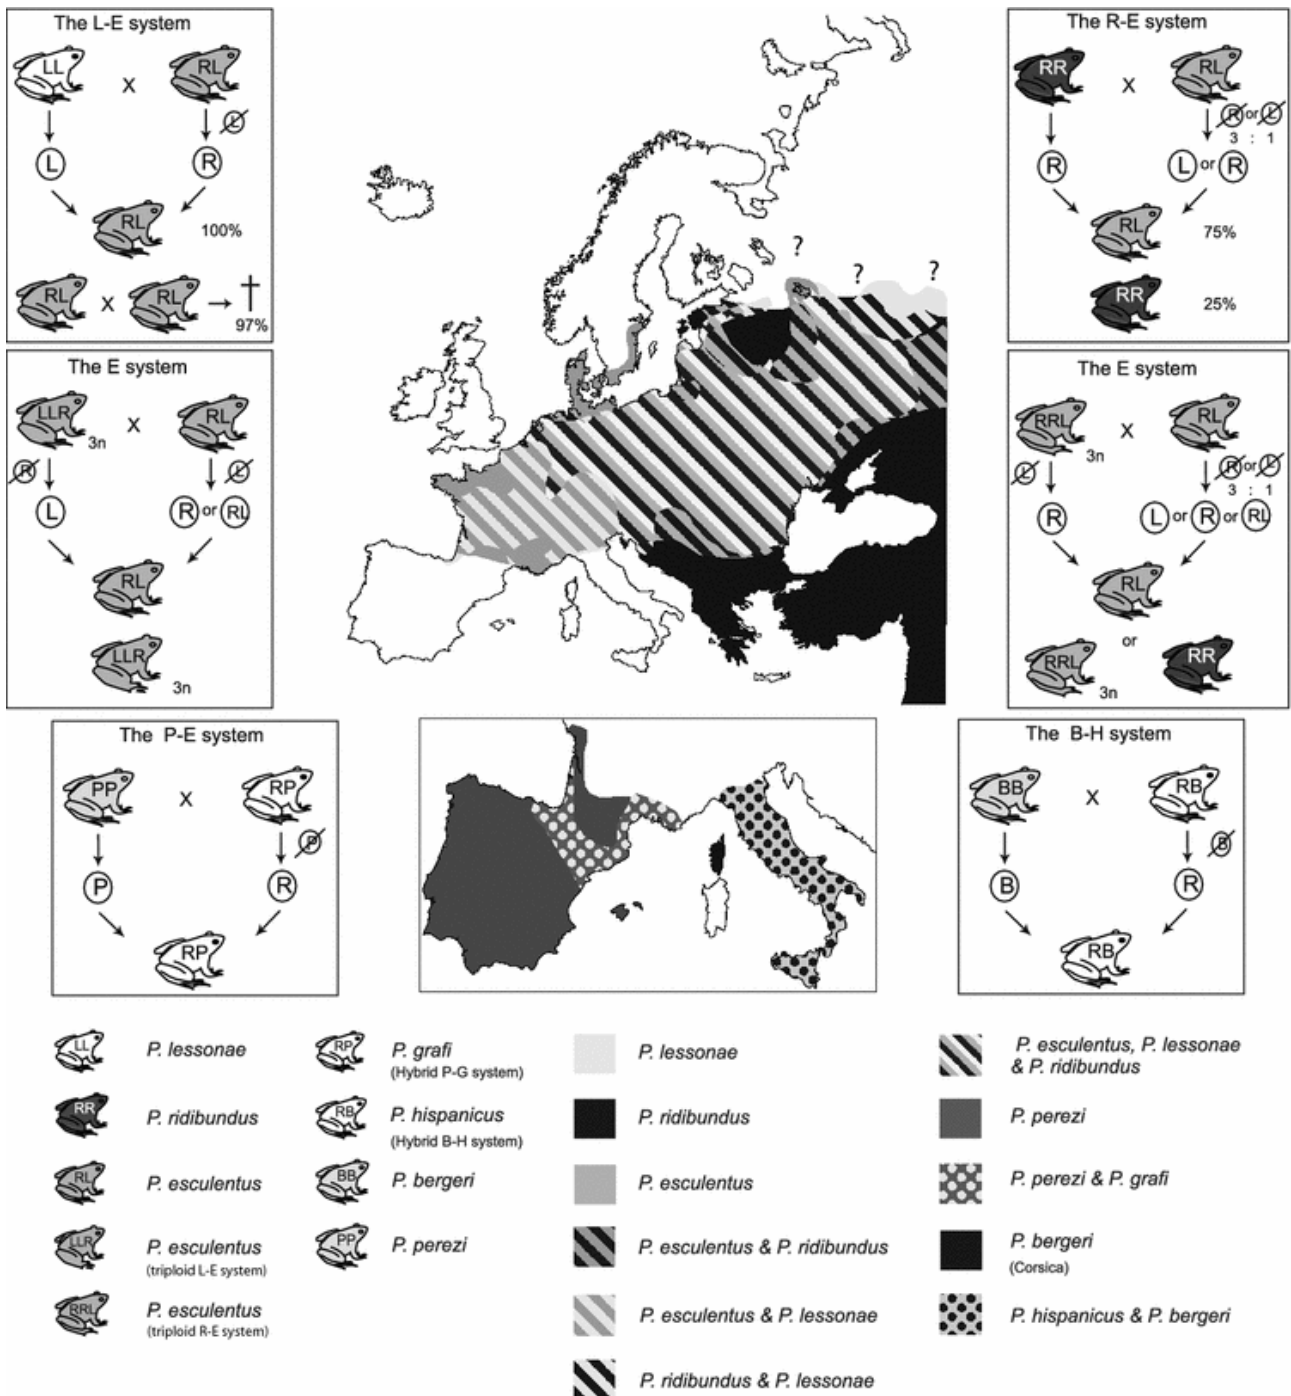 The L-E system
LL
X
RL
L
L
R
RL
100%
RL
X
RL
97%
The R-E system
RR
X
RL
R or L
3 : 1
R
L or R
RL
75%
RR
25%
?
?
?
The E system
LLR
3n
X
RL
R
L
L
R or RL
RL
LLR
3n
The E system
RRL
3n
X
RL
L
R or L
3 : 1
R
L or R or RL
RL
or
RRL
3n
RR
The P-E system
PP
X
RP
P
P
R
RP
The B-H system
BB
X
RB
B
B
R
RB
LL
P. lessonae
RR
P. ridibundus
RL
P. esculentus
LLR
P. esculentus
(triploid L-E system)
RRL
P. esculentus
(triploid R-E system)
RP
P. grafi
(Hybrid P-G system)
RB
P. hispanicus
(Hybrid B-H system)
BB
P. bergeri
PP
P. perezi
P. lessonae
P. ridibundus
P. esculentus
P. esculentus & P. ridibundus
P. esculentus & P. lessonae
P. ridibundus & P. lessonae
P. esculentus, P. lessonae
& P. ridibundus
P. perezi
P. perezi & P. grafi
P. bergeri
(Corsica)
P. hispanicus & P. bergeri